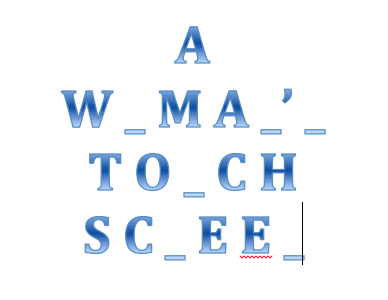 A
W_MA_'_
TO_CH
SC_EE_